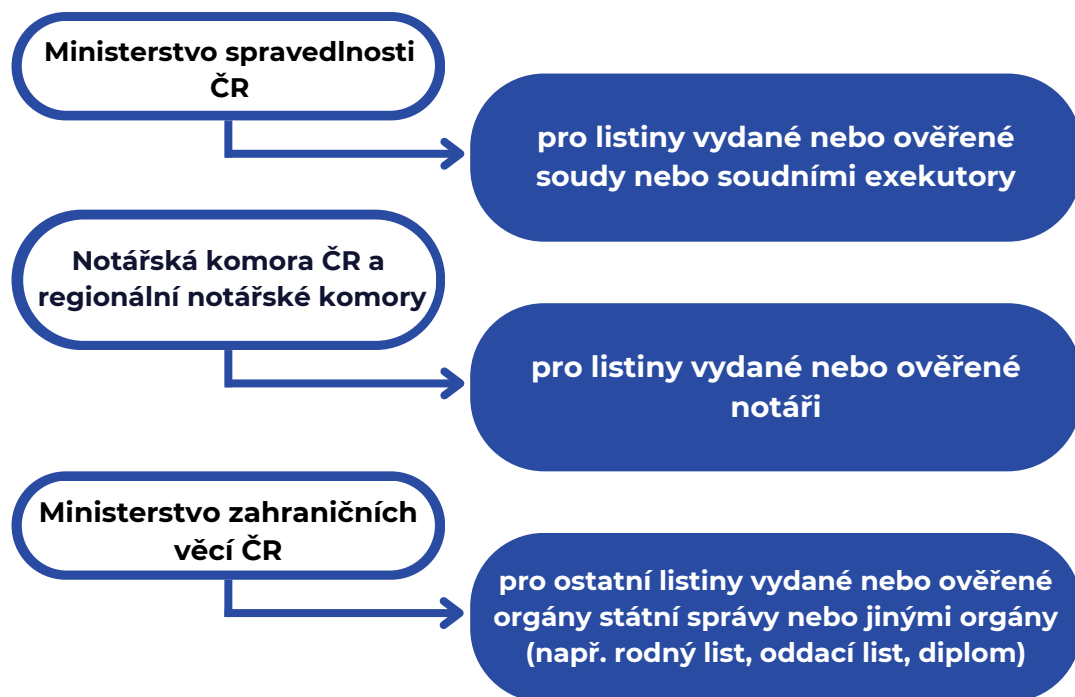 Ministerstvo spravedlnosti
ČR
pro listiny vydané nebo ověřené
soudy nebo soudními exekutory
Notářská komora ČR a
regionální notářské komory
pro listiny vydané nebo ověřené
notáři
Ministerstvo zahraničních
věcí ČR
pro ostatní listiny vydané nebo ověřené
orgány státní správy nebo jinými orgány
(např. rodný list, oddací list, diplom)